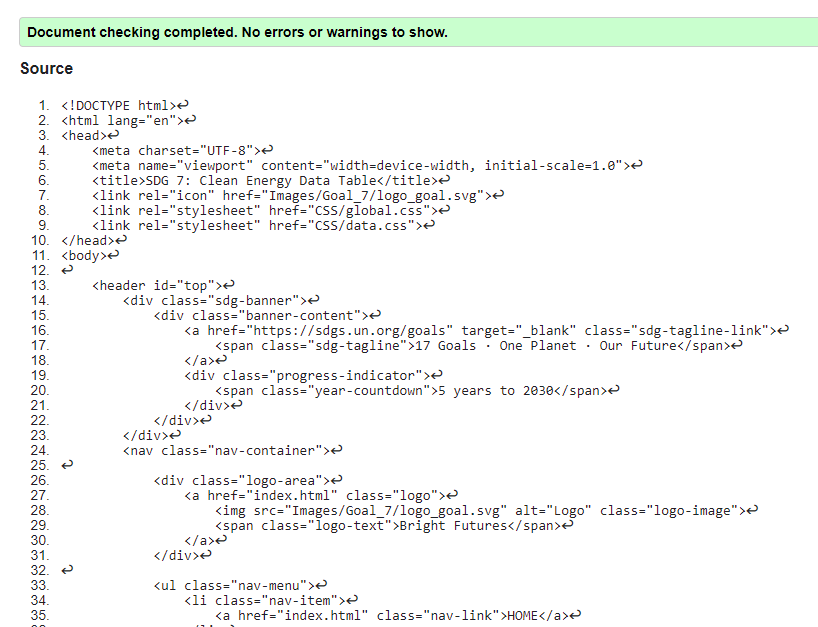 Document checking completed. No errors or warnings to show.
Source
1. <!DOCTYPE html>↩
2. <html lang="en">↩
3. <head>↩
4.     <meta charset="UTF-8">↩
5.     <meta name="viewport" content="width=device-width, initial-scale=1.0">↩
6.     <title>SDG 7: Clean Energy Data Table</title>↩
7.     <link rel="icon" href="Images/Goal_7/logo_goal.svg">↩
8.     <link rel="stylesheet" href="CSS/global.css">↩
9.     <link rel="stylesheet" href="CSS/data.css">↩
10. </head>↩
11. <body>↩
12. ↩
13.     <header id="top">↩
14.         <div class="sdg-banner">↩
15.             <div class="banner-content">↩
16.                 <a href="https://sdgs.un.org/goals" target="_blank" class="sdg-tagline-link">↩
17.                     <span class="sdg-tagline">17 Goals · One Planet · Our Future</span>↩
18.                 </a>↩
19.                 <div class="progress-indicator">↩
20.                     <span class="year-countdown">5 years to 2030</span>↩
21.                 </div>↩
22.             </div>↩
23.         </div>↩
24.         <nav class="nav-container">↩
25. ↩
26.             <div class="logo-area">↩
27.                 <a href="index.html" class="logo">↩
28.                     <img src="Images/Goal_7/logo_goal.svg" alt="Logo" class="logo-image">↩
29.                     <span class="logo-text">Bright Futures</span>↩
30.                 </a>↩
31.             </div>↩
32. ↩
33.             <ul class="nav-menu">↩
34.                 <li class="nav-item">↩
35.                     <a href="index.html" class="nav-link">HOME</a>↩